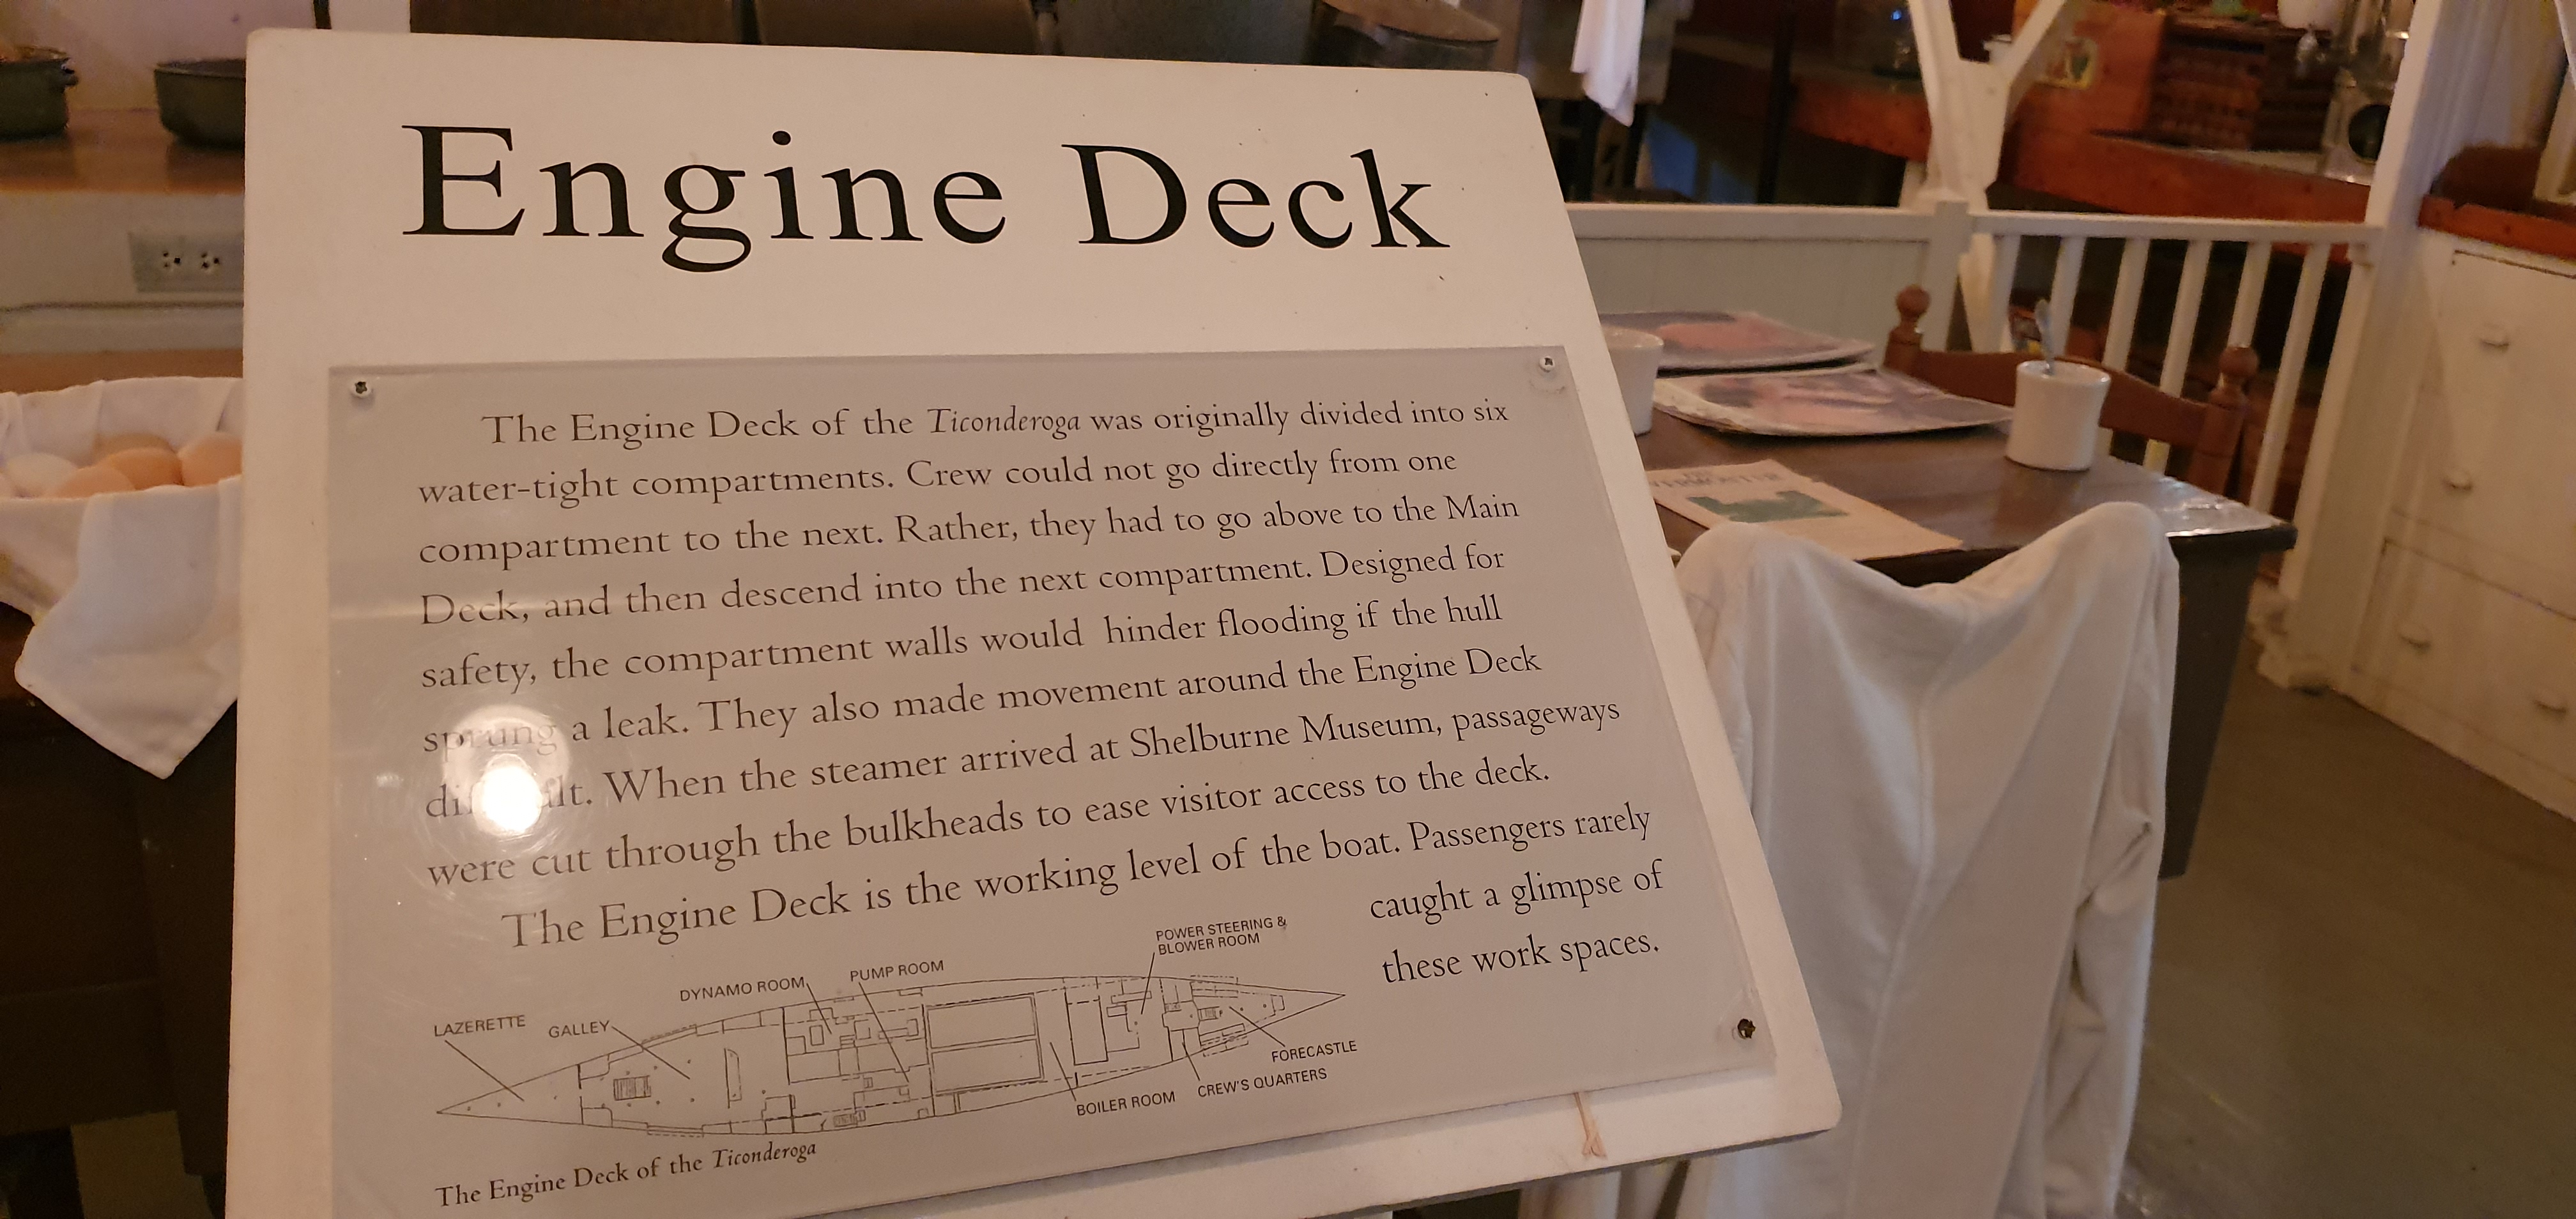 Engine Deck
The Engine Deck of the Ticonderoga was originally divided into six
water-tight compartments. Crew could not go directly from one
compartment to the next. Rather, they had to go above to the Main
Deck, and then descend into the next compartment. Designed for
safety, the compartment walls would hinder flooding if the hull
sprung a leak. They also made movement around the Engine Deck
difficult. When the steamer arrived at Shelburne Museum, passageways
were cut through the bulkheads to ease visitor access to the deck.
The Engine Deck is the working level of the boat. Passengers rarely
caught a glimpse of
these work spaces.
POWER STEERING &
BLOWER ROOM
PUMP ROOM
DYNAMO ROOM
LAZERETTE
GALLEY
FORECASTLE
CREW'S QUARTERS
BOILER ROOM
The Engine Deck of the Ticonderoga